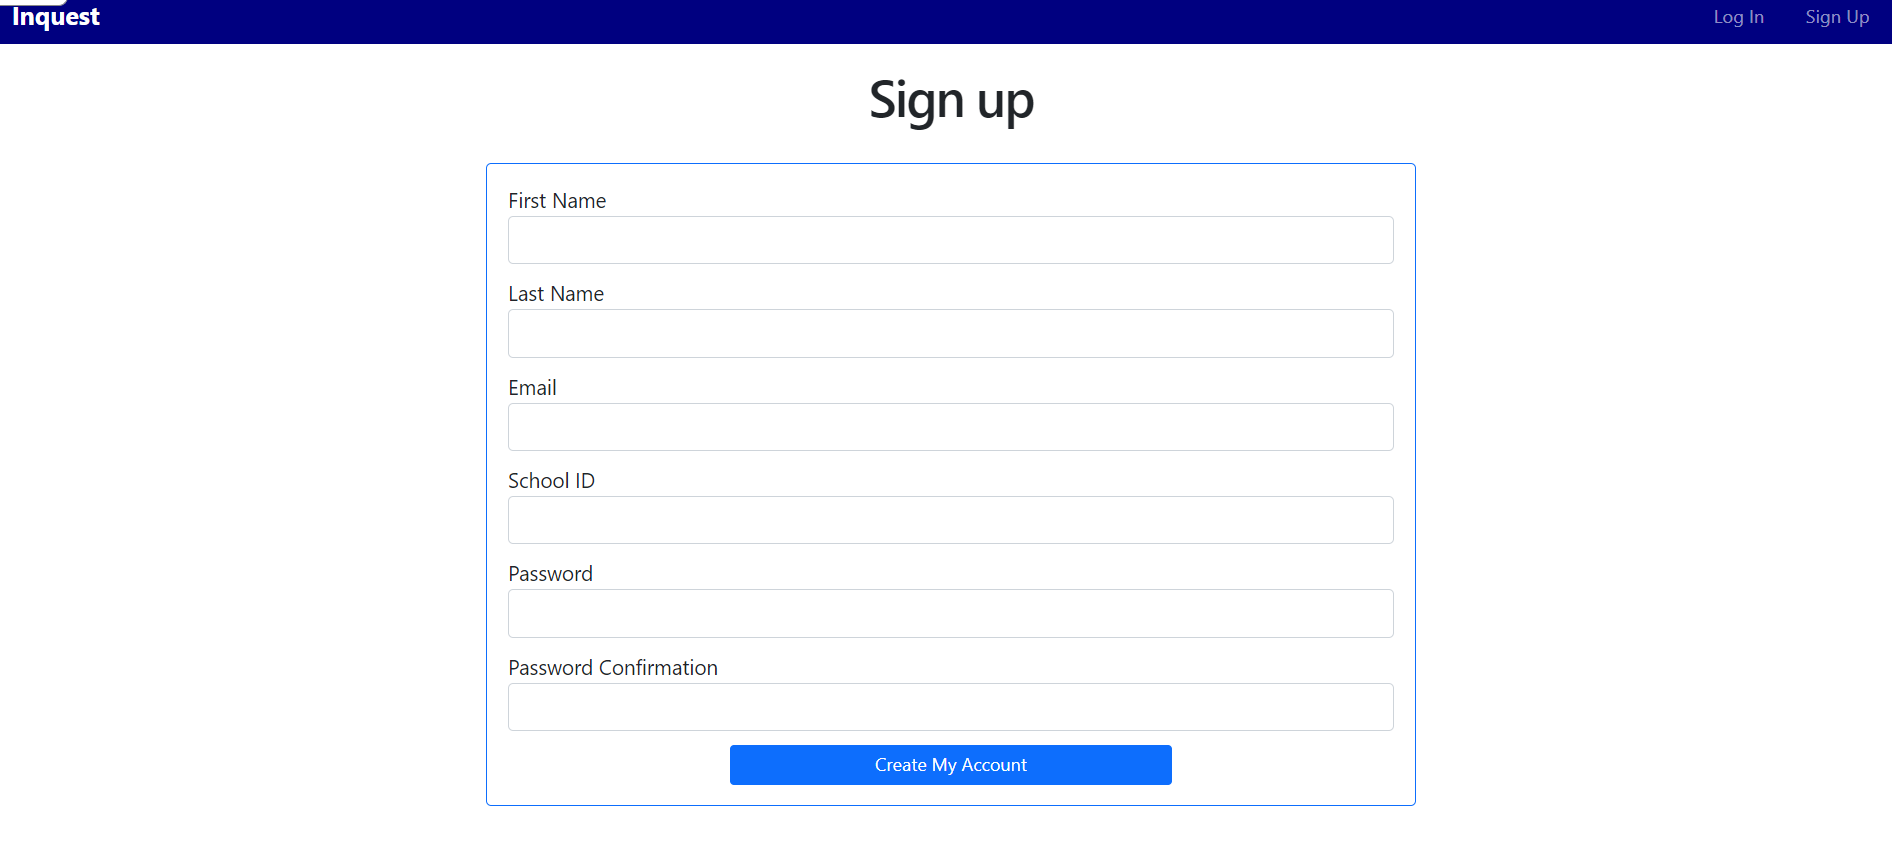 Inquest
Log In
Sign Up
Sign up
First Name
Last Name
Email
School ID
Password
Password Confirmation
Create My Account